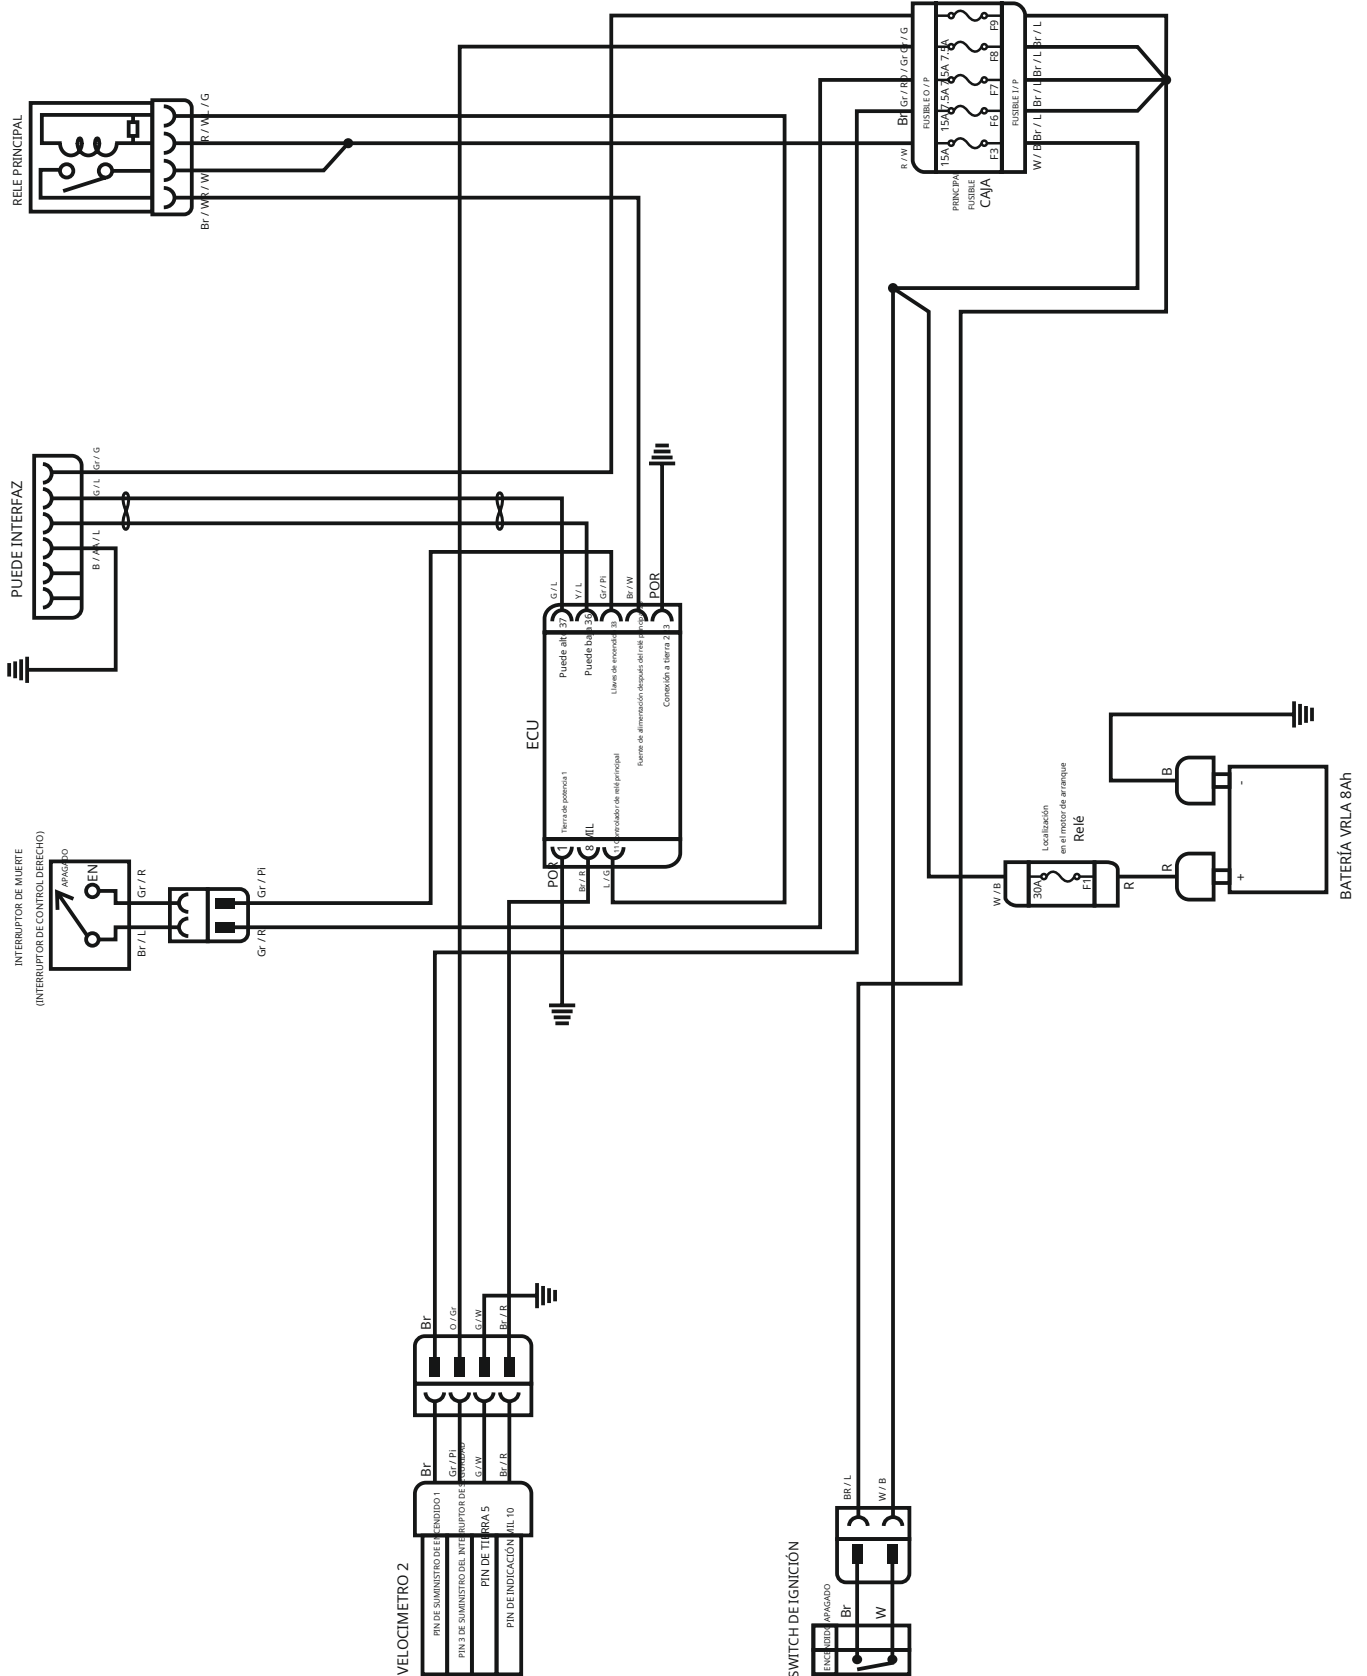 RELE PRINCIPAL
R / W
L / G
Br / W
R / W
PUEDE INTERFAZ
Gr / G
G / L
B / A
A / L
INTERRUPTOR DE MUERTE
(INTERRUPTOR DE CONTROL DERECHO)
APAGADO
EN
Gr / R
Br / L
Gr / Pi
Gr / R
ECU
G / L
Y / L
Gr / Pi
Br / W
POR
Puede alto 37
Puede baja 36
Llaves de encendido 33
Fuente de alimentación después del relé principal
Conexión a tierra 2 3
Tierra de potencia 1
1
8 MIL
11 Controlador de relé principal
POR
Br / R
L / G
Br
R / W
FUSIBLE O / P
15A
15A
7.5A
7.5A
7.5A
F9
F8
F7
F6
F3
FUSIBLE I / P
Br / L
Br / L
Br / L
Br / L
W / B
PRINCIPAL
FUSIBLE
CAJA
Localización
en el motor de arranque
Relé
W / B
30A
F1
R
R
B
+
-
BATERÍA VRLA 8Ah
Br
O / Gr
G / W
Br / R
Br
Gr / Pi
G / W
Br / R
VELOCIMETRO 2
PIN DE SUMINISTRO DE ENCENDIDO 1
PIN 3 DE SUMINISTRO DEL INTERRUPTOR DE SEGURIDAD
PIN DE TIERRA 5
PIN DE INDICACIÓN MIL 10
SWITCH DE IGNICIÓN
BR / L
W / B
Br
W
ENCENDIDO
APAGADO